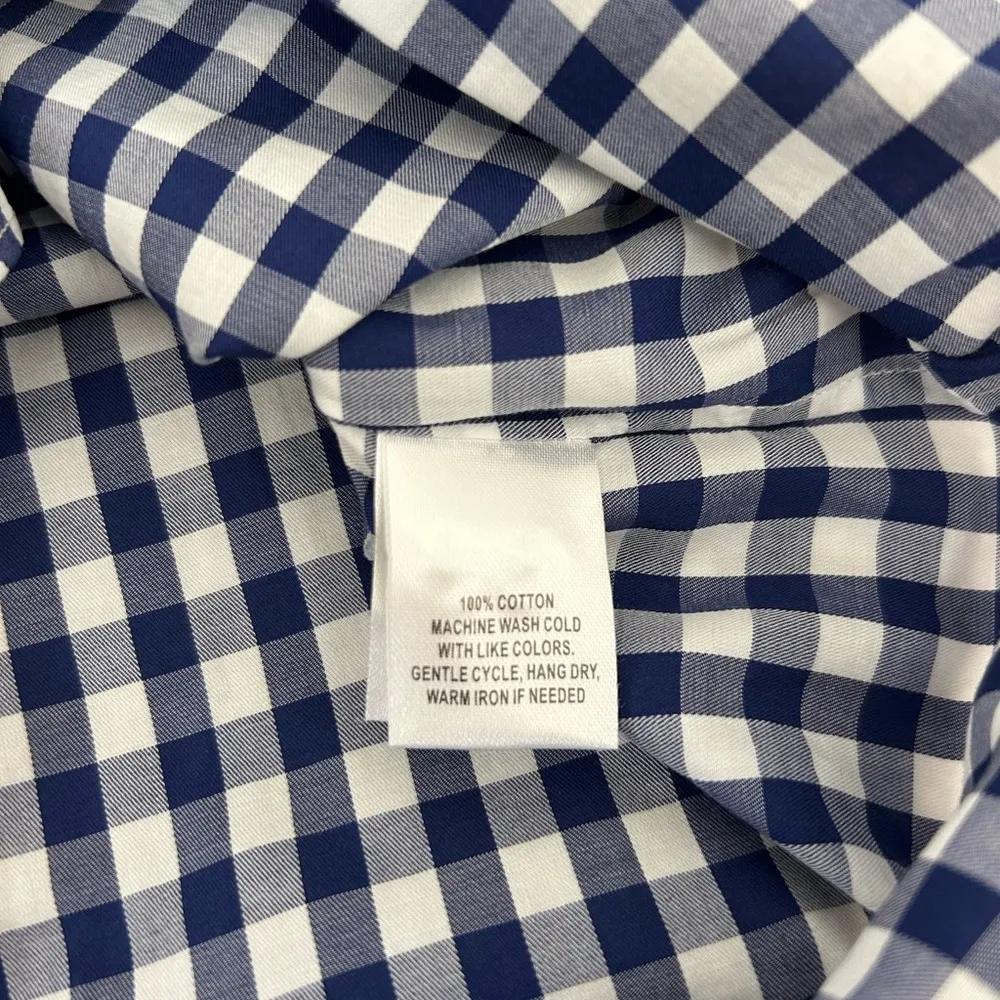 100% COTTON
MACHINE WASH COLD
WITH LIKE COLORS.
GENTLE CYCLE, HANG DRY,
WARM IRON IF NEEDED